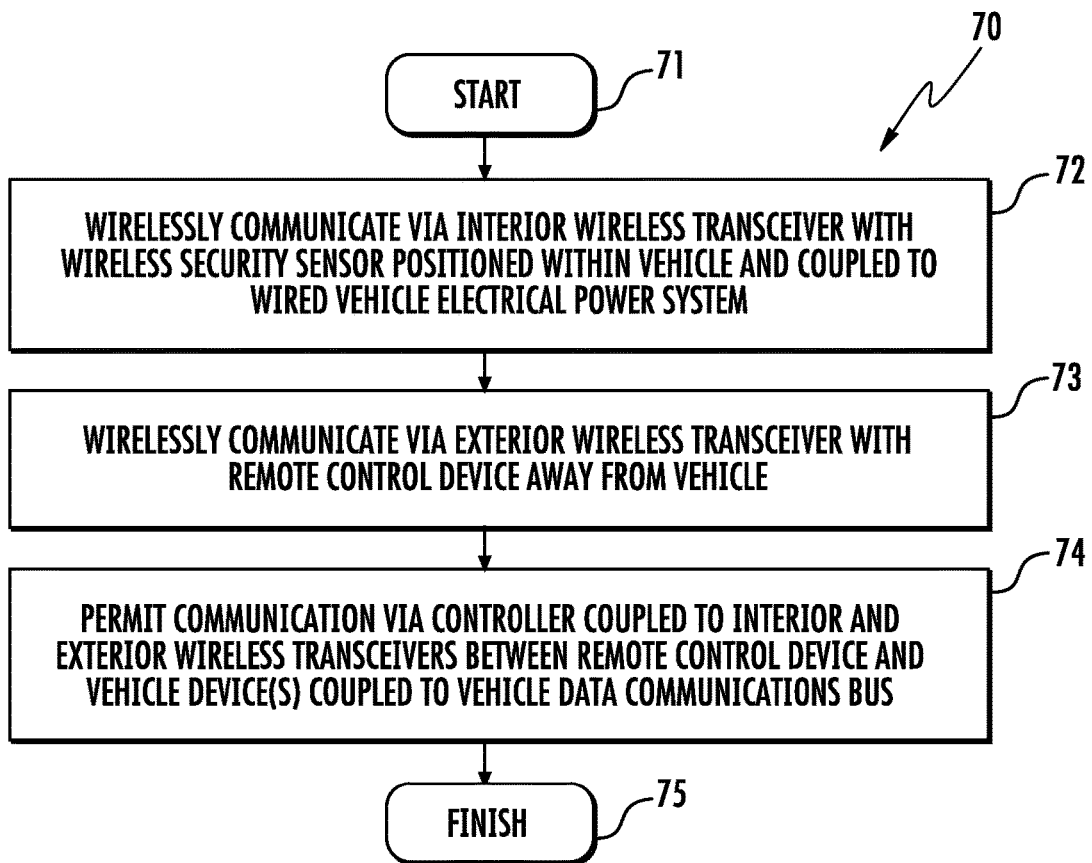 70
START
71
72
WIRELESSLY COMMUNICATE VIA INTERIOR WIRELESS TRANSCEIVER WITH
WIRELESS SECURITY SENSOR POSITIONED WITHIN VEHICLE AND COUPLED TO
WIRED VEHICLE ELECTRICAL POWER SYSTEM
73
WIRELESSLY COMMUNICATE VIA EXTERIOR WIRELESS TRANSCEIVER WITH
REMOTE CONTROL DEVICE AWAY FROM VEHICLE
74
PERMIT COMMUNICATION VIA CONTROLLER COUPLED TO INTERIOR AND
EXTERIOR WIRELESS TRANSCEIVERS BETWEEN REMOTE CONTROL DEVICE AND
VEHICLE DEVICE(S) COUPLED TO VEHICLE DATA COMMUNICATIONS BUS
FINISH
75